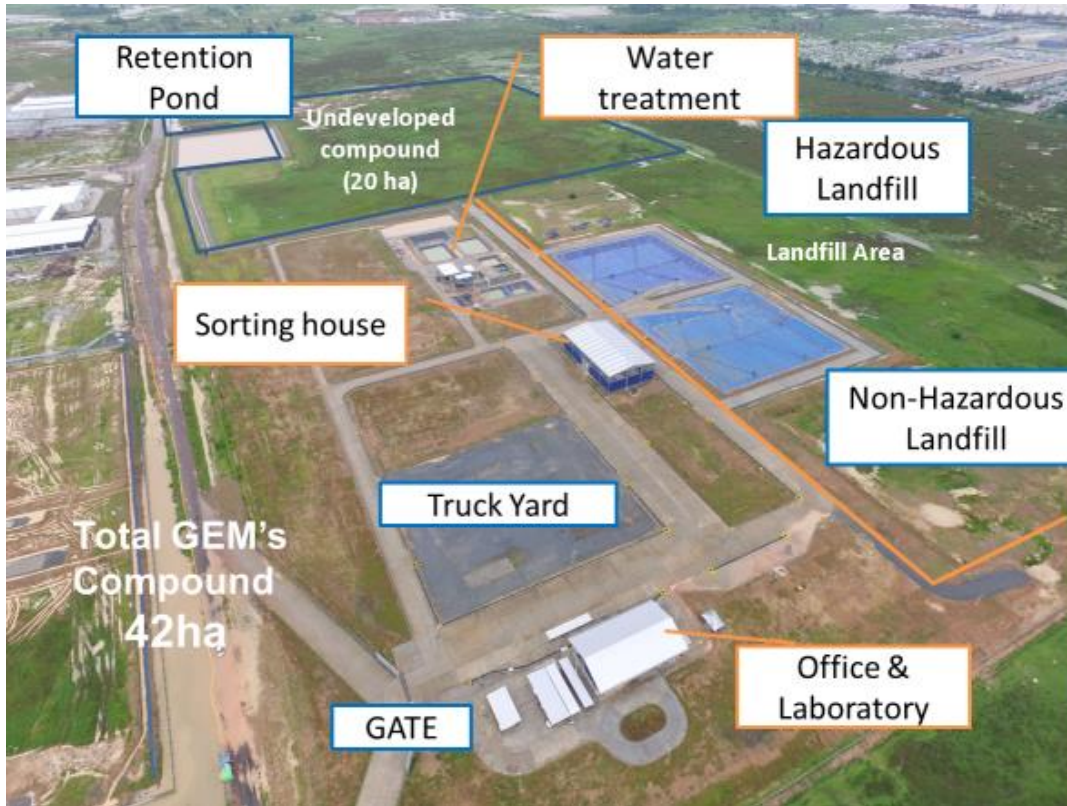 Retention
Pond
Water
treatment
Undeveloped
compound
(20 ha)
Hazardous
Landfill
Landfill Area
Sorting house
Non-Hazardous
Landfill
Truck Yard
Total GEM's
Compound
42ha
Office &
Laboratory
GATE